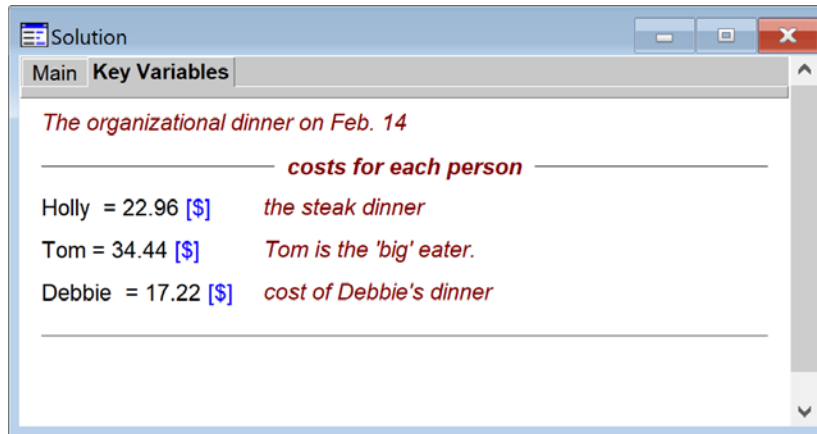 Solution
Main Key Variables
The organizational dinner on Feb. 14
costs for each person
Holly = 22.96 [$] the steak dinner
Tom = 34.44 [$] Tom is the 'big' eater.
Debbie = 17.22 [$] cost of Debbie's dinner